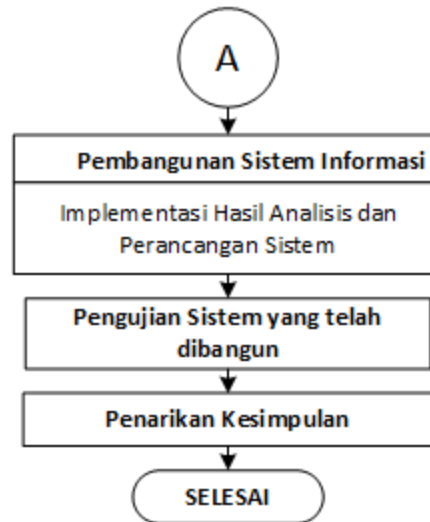 A
Pembangunan Sistem Informasi
Implementasi Hasil Analisis dan
Perancangan Sistem
Pengujian Sistem yang telah
dibangun
Penarikan Kesimpulan
SELESAI